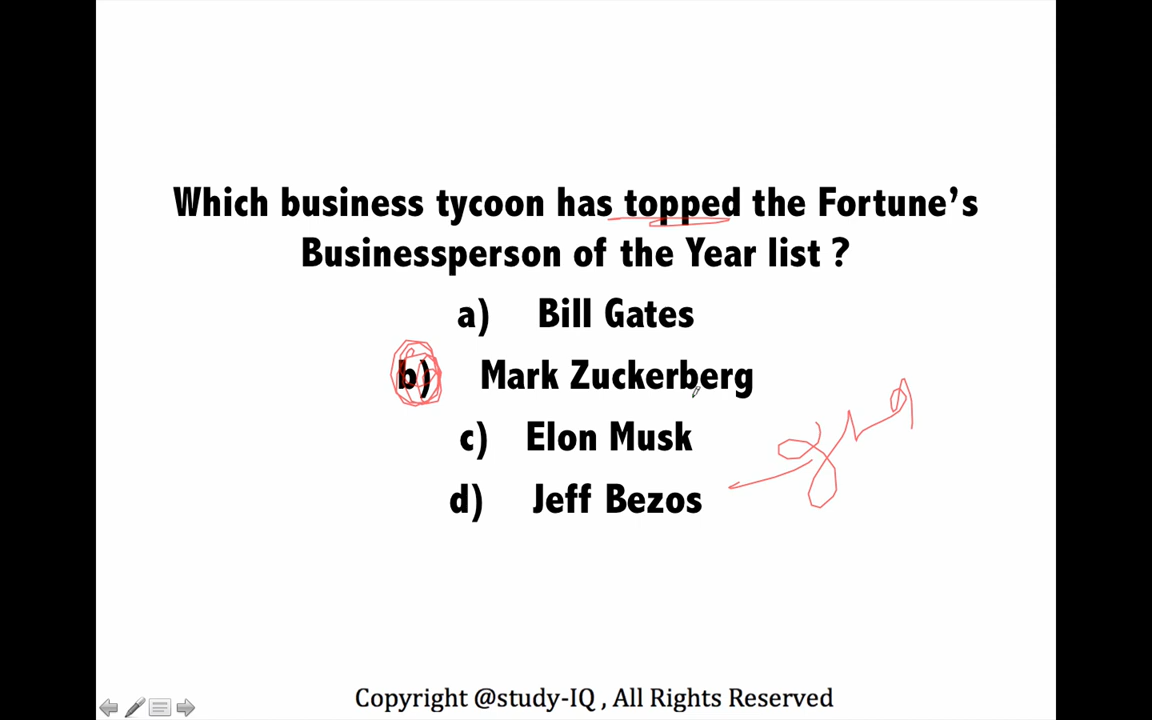 Which business tycoon has topped the Fortune’s
Businessperson of the Year list ?
a) Bill Gates
b) Mark Zuckerberg
c) Elon Musk
d) Jeff Bezos
Copyright @study-IQ , All Rights Reserved